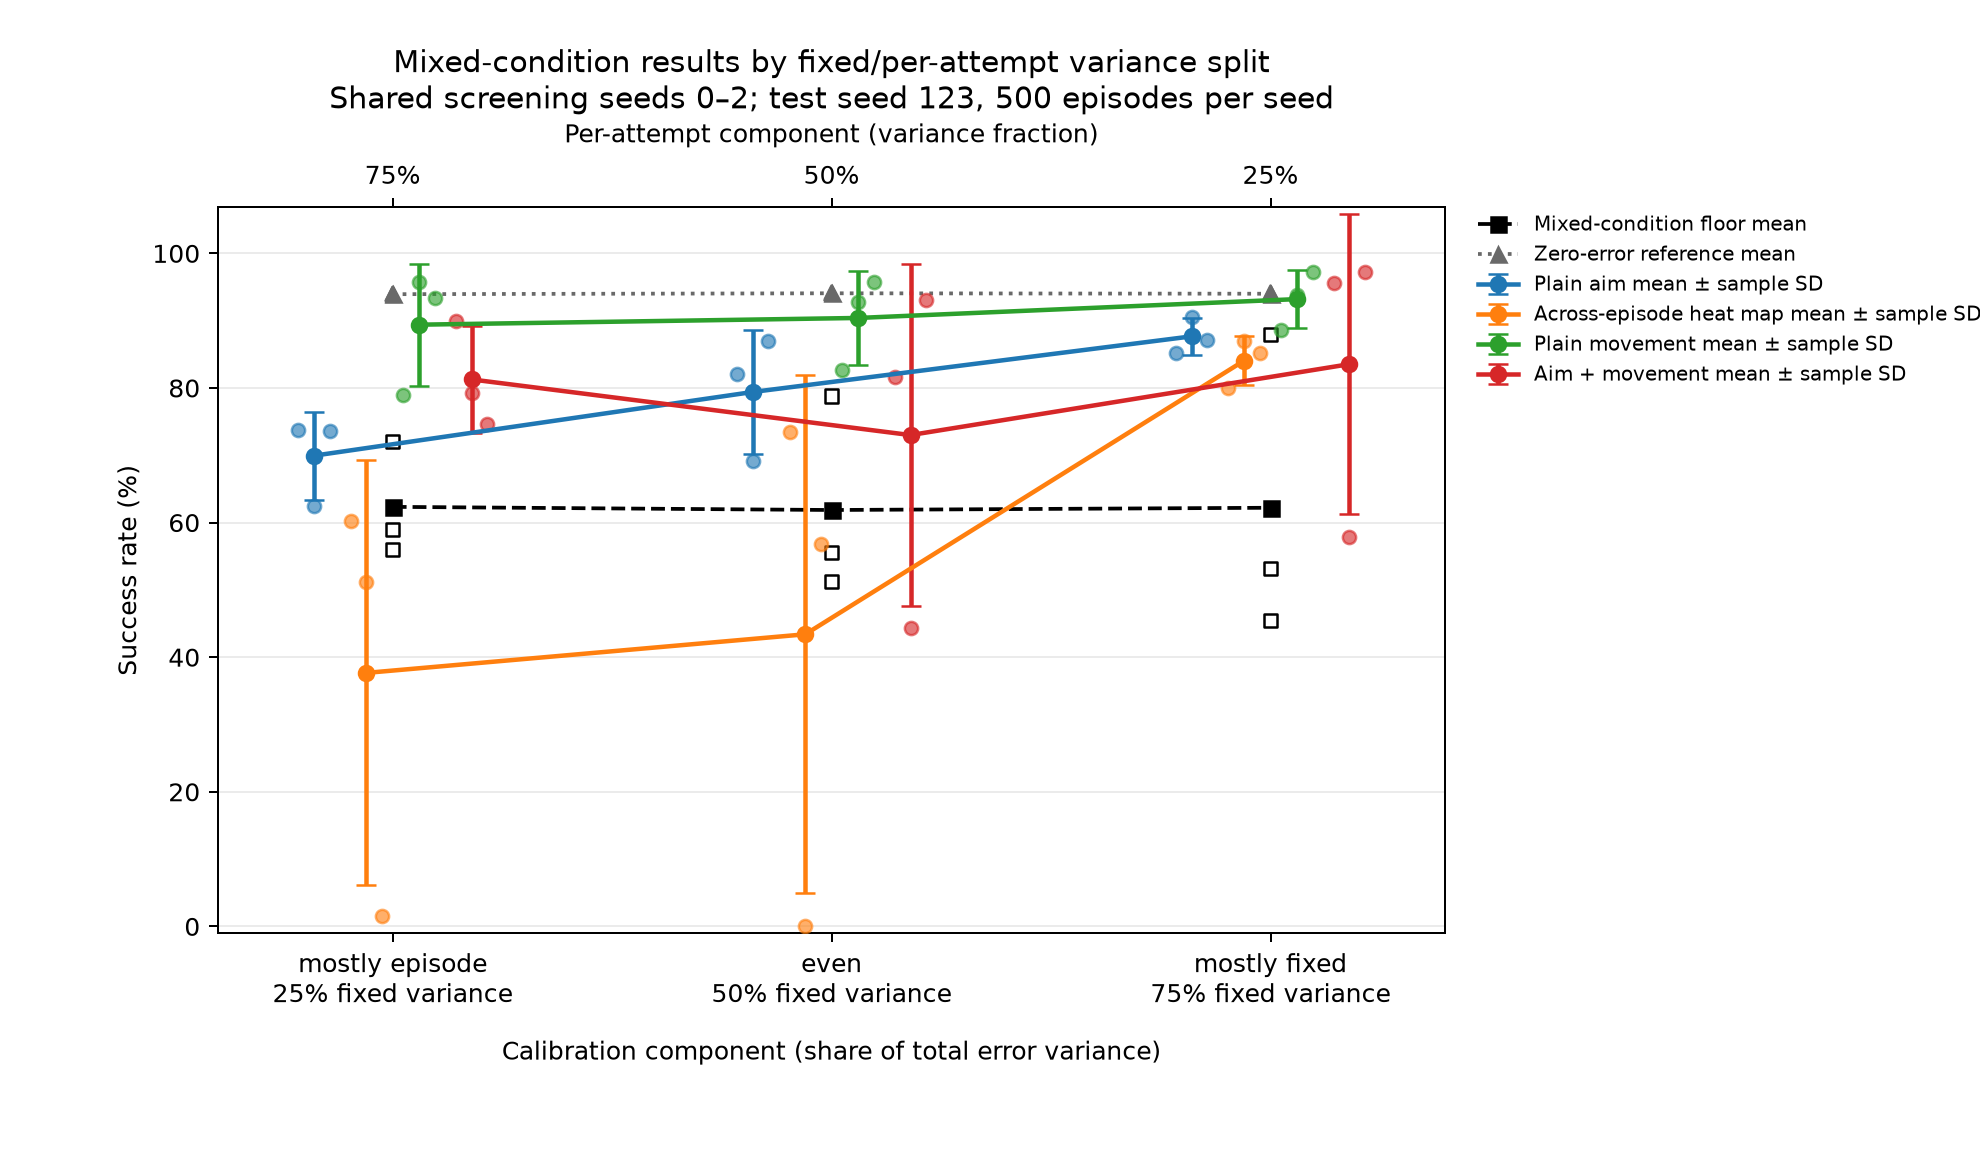 Mixed-condition results by fixed/per-attempt variance split
Shared screening seeds 0–2; test seed 123, 500 episodes per seed
Per-attempt component (variance fraction)
75%
50%
25%
100
80
60
40
20
0
Success rate (%)
mostly episode
25% fixed variance
even
50% fixed variance
mostly fixed
75% fixed variance
Calibration component (share of total error variance)
Mixed-condition floor mean
Zero-error reference mean
Plain aim mean ± sample SD
Across-episode heat map mean ± sample SD
Plain movement mean ± sample SD
Aim + movement mean ± sample SD